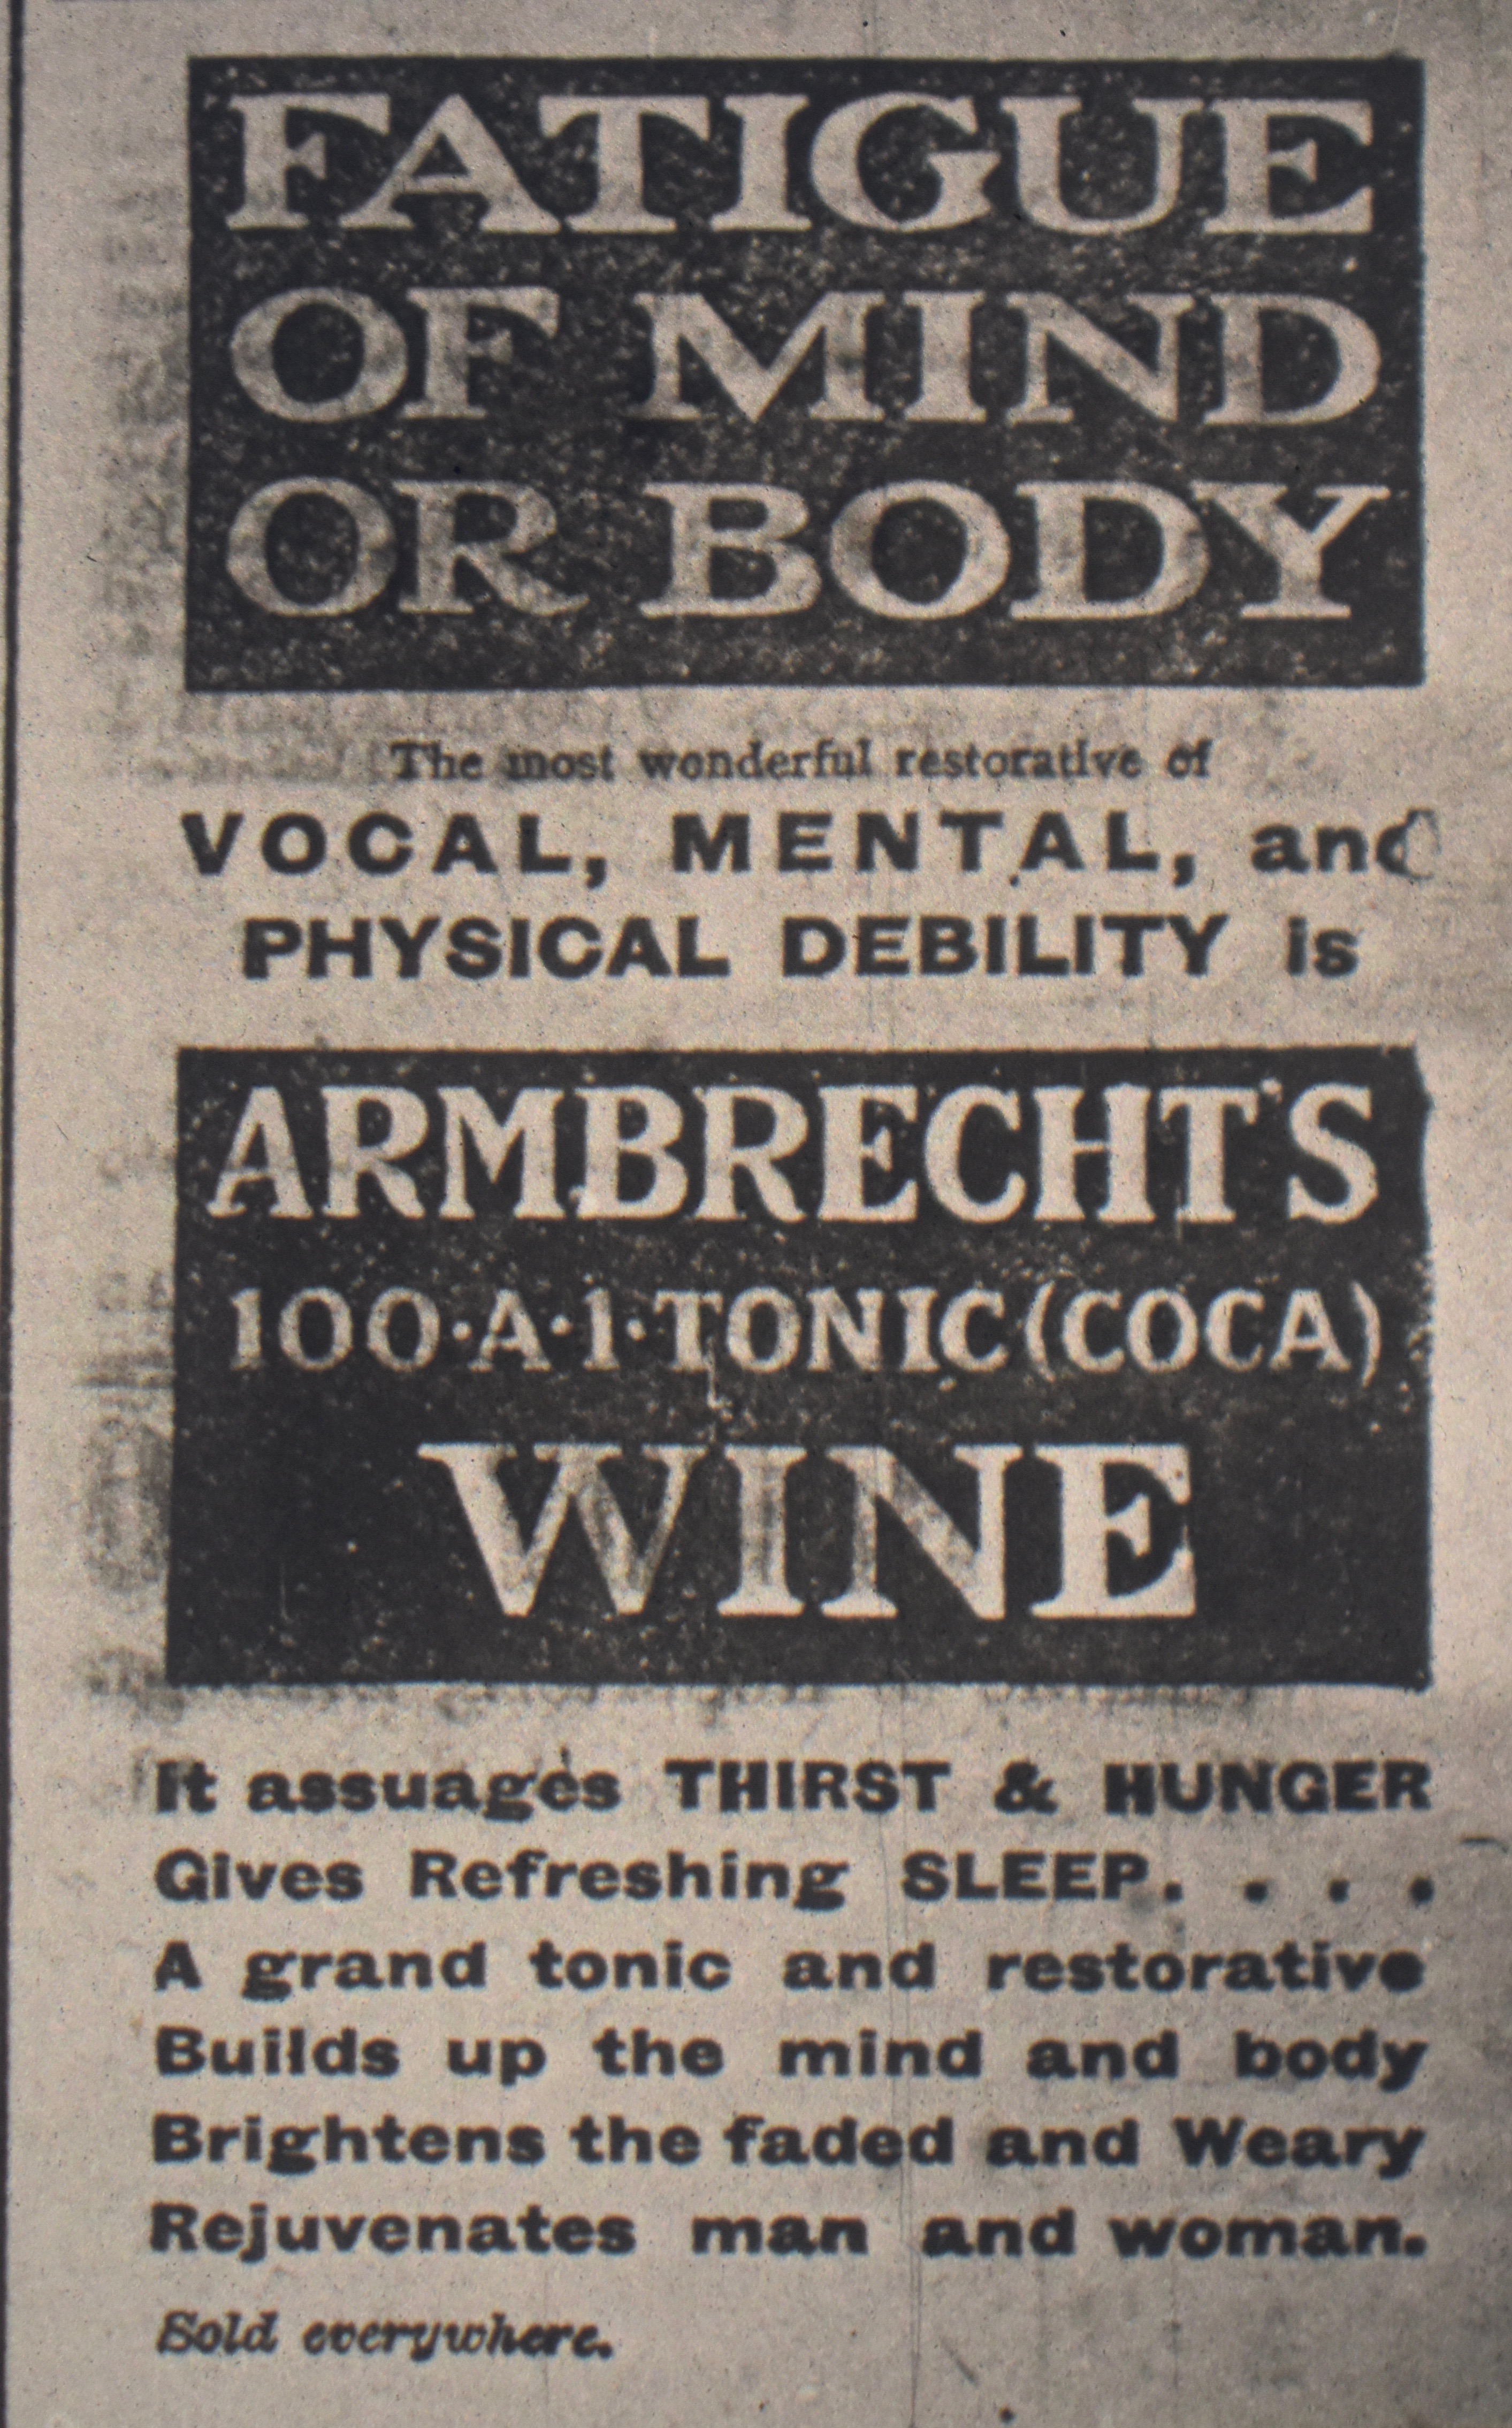 FATIGUE
OF MIND
OR BODY
The most wonderful restorative of
VOCAL, MENTAL, and
PHYSICAL DEBILITY is
ARMBRECHT'S
100·A·1·TONIC (COCA)
WINE
It assuages THIRST & HUNGER
Gives Refreshing SLEEP. . . .
A grand tonic and restorative
Builds up the mind and body
Brightens the faded and Weary
Rejuvenates man and woman.
Sold everywhere.